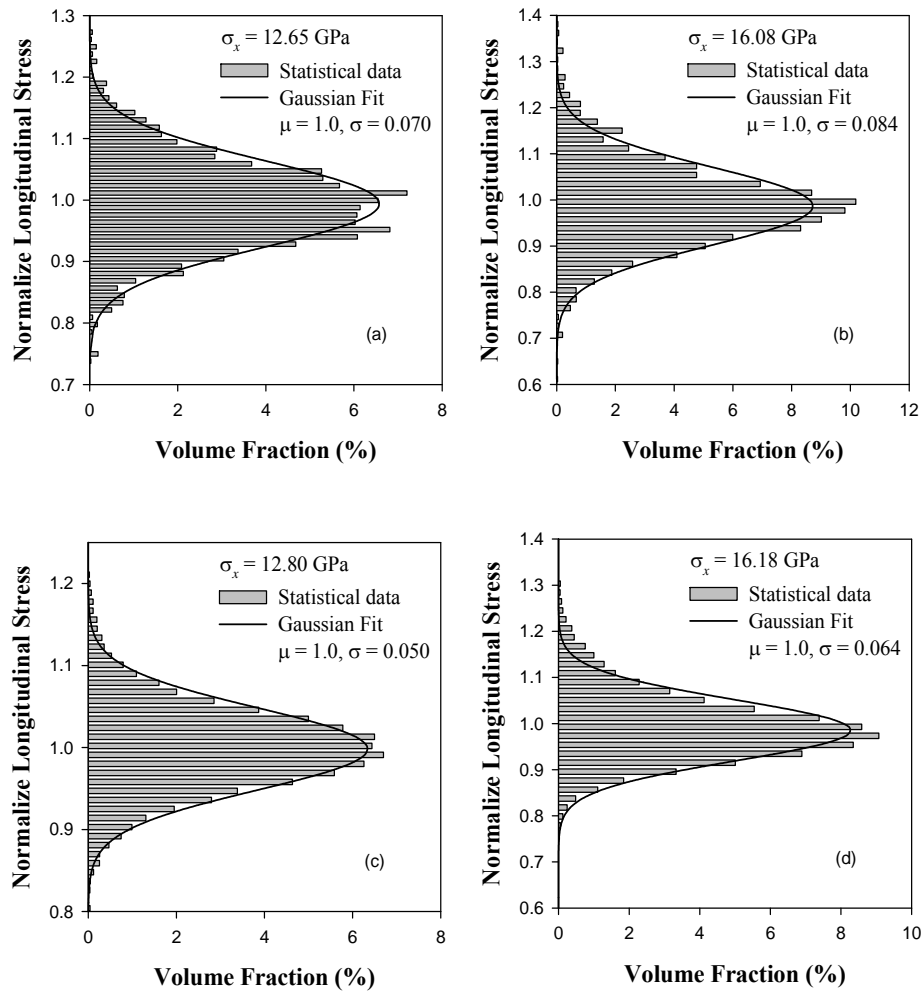 Normalize Longitudinal Stress
1.3
1.2
1.1
1.0
0.9
0.8
0.7
σx = 12.65 GPa
Statistical data
Gaussian Fit
μ = 1.0, σ = 0.070
(a)
0 2 4 6 8
Volume Fraction (%)
Normalize Longitudinal Stress
1.4
1.3
1.2
1.1
1.0
0.9
0.8
0.7
0.6
σx = 16.08 GPa
Statistical data
Gaussian Fit
μ = 1.0, σ = 0.084
(b)
0 2 4 6 8 10 12
Volume Fraction (%)
Normalize Longitudinal Stress
1.2
1.1
1.0
0.9
0.8
σx = 12.80 GPa
Statistical data
Gaussian Fit
μ = 1.0, σ = 0.050
(c)
0 2 4 6 8
Volume Fraction (%)
Normalize Longitudinal Stress
1.4
1.3
1.2
1.1
1.0
0.9
0.8
0.7
0.6
σx = 16.18 GPa
Statistical data
Gaussian Fit
μ = 1.0, σ = 0.064
(d)
0 2 4 6 8 10
Volume Fraction (%)